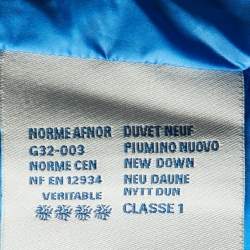 NORME AFNOR
G32-003
NORME CEN
NF EN 12934
VERITABLE
DUVET NEUF
PIUMINO NUOVO
NEW DOWN
NEU DAUNE
NYTT DUN
CLASSE 1